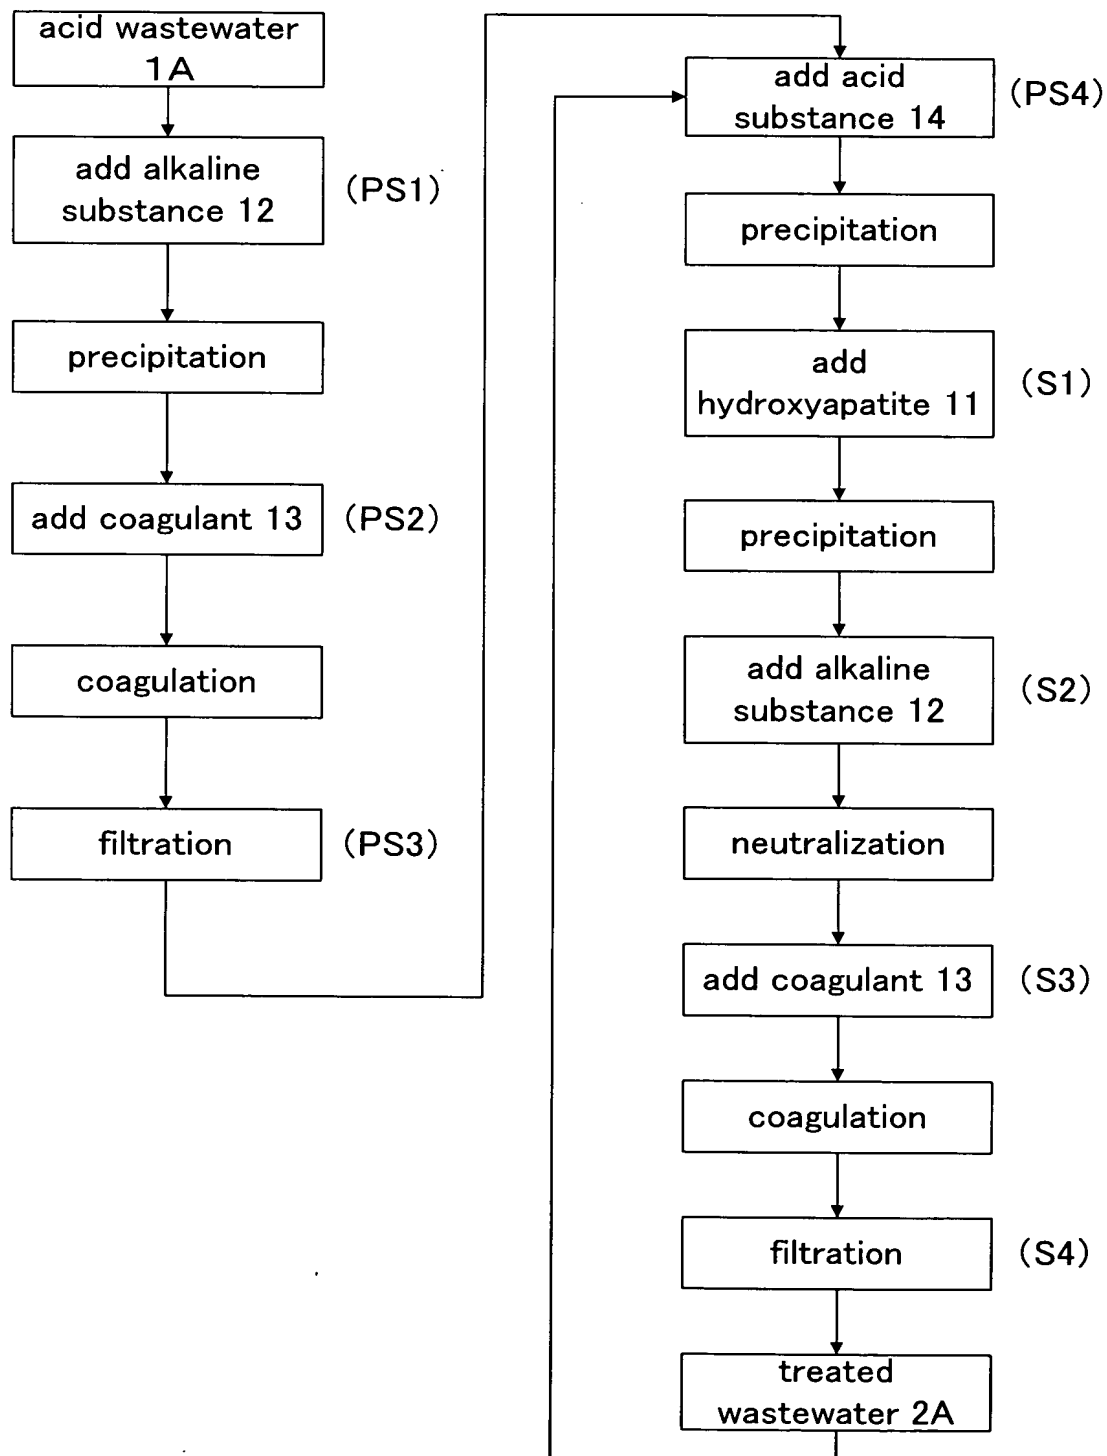 acid wastewater
1A
add alkaline
substance 12
(PS1)
precipitation
add coagulant 13
(PS2)
coagulation
filtration
(PS3)
add acid
substance 14
(PS4)
precipitation
add
hydroxyapatite 11
(S1)
precipitation
add alkaline
substance 12
(S2)
neutralization
add coagulant 13
(S3)
coagulation
filtration
(S4)
treated
wastewater 2A